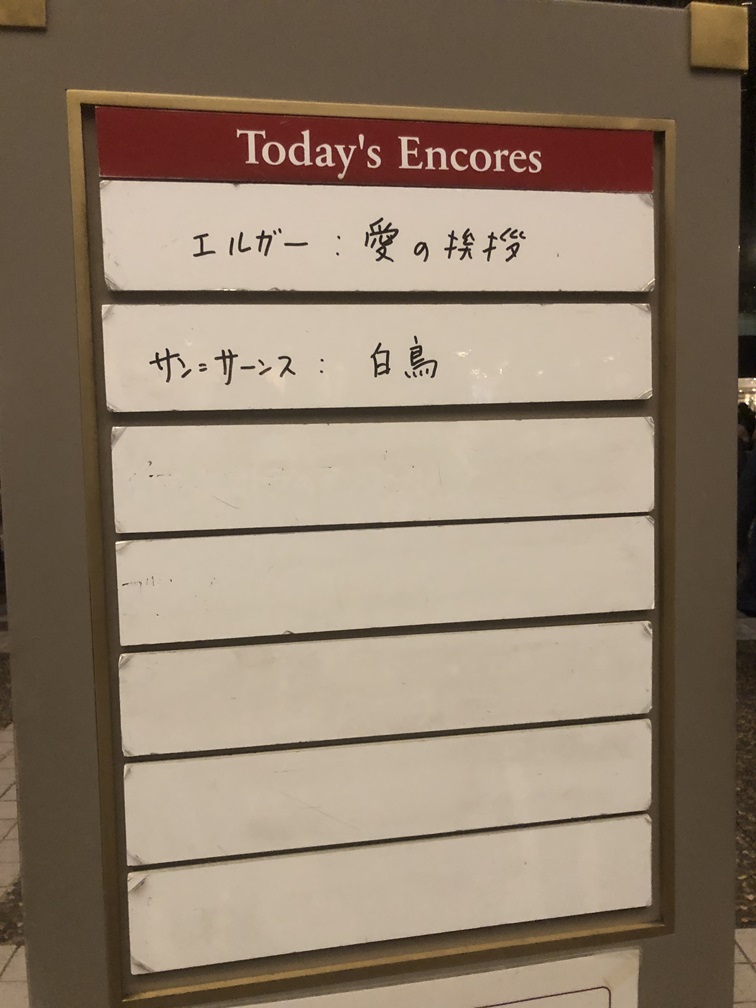 Today's Encores
エルガー : 愛の挨拶
サン=サーンス : 白鳥